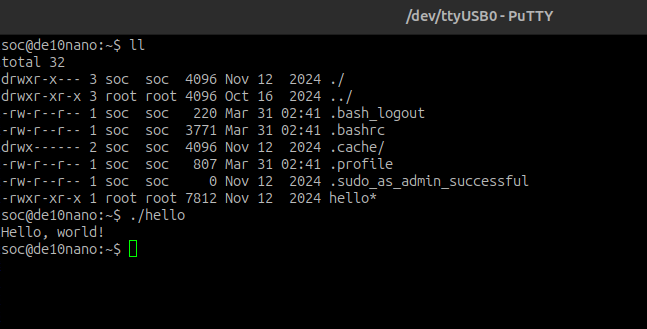 /dev/ttyUSB0 - PuTTY
soc@de10nano:~$ ll
total 32
drwxr-x--- 3 soc  soc  4096 Nov 12  2024 ./
drwxr-xr-x 3 root root 4096 Oct 16  2024 ../
-rw-r--r-- 1 soc  soc   220 Mar 31 02:41 .bash_logout
-rw-r--r-- 1 soc  soc  3771 Mar 31 02:41 .bashrc
drwx------ 2 soc  soc  4096 Nov 12  2024 .cache/
-rw-r--r-- 1 soc  soc   807 Mar 31 02:41 .profile
-rw-r--r-- 1 soc  soc     0 Nov 12  2024 .sudo_as_admin_successful
-rwxr-xr-x 1 root root 7812 Nov 12  2024 hello*
soc@de10nano:~$ ./hello
Hello, world!
soc@de10nano:~$